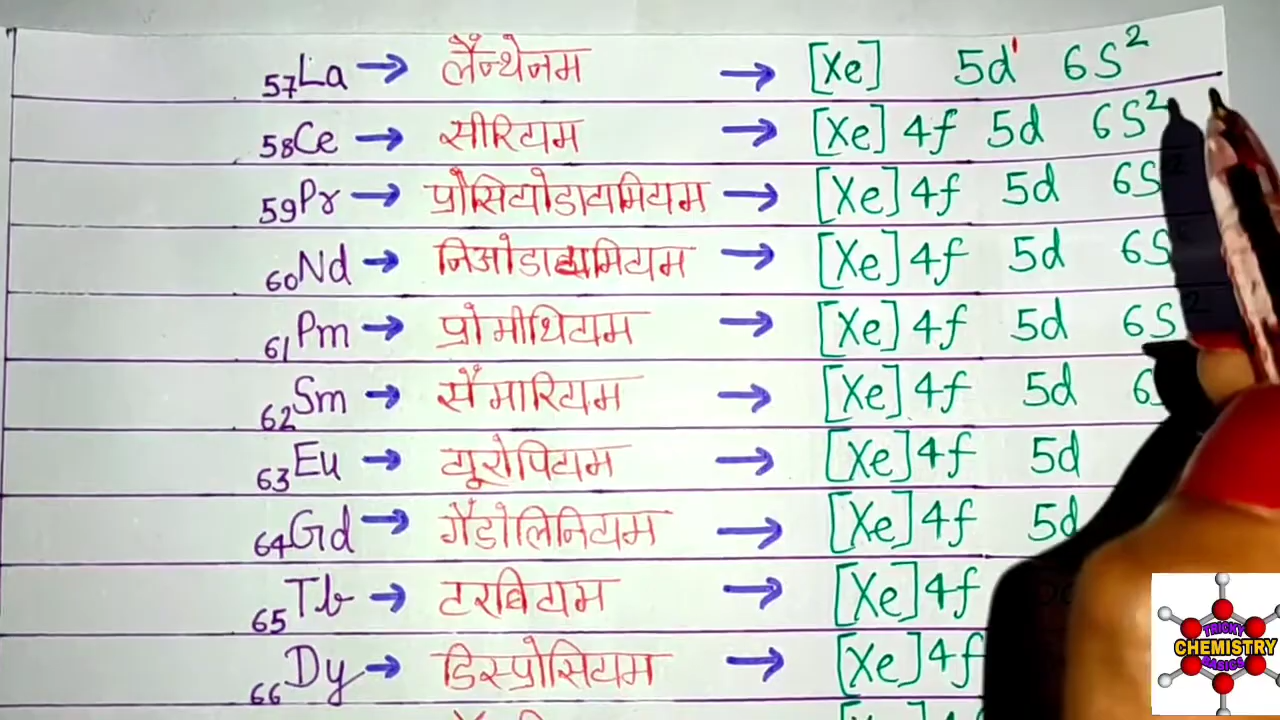 57La → लैन्थेनम → [Xe] 5d¹ 6S²
58Ce → सीरियम → [Xe] 4f 5d 6S²
59Pr → प्रौसियोडायमियम → [Xe] 4f 5d 6S
60Nd → निओडाइयमियम → [Xe] 4f 5d 6S
61Pm → प्रोमीथियम → [Xe] 4f 5d 6S²
62Sm → सैमारियम → [Xe] 4f 5d 6S
63Eu → यूरोपियम → [Xe] 4f 5d
64Gd → गैडोलिनियम → [Xe] 4f 5d
65Tb → टरबियम → [Xe] 4f
66Dy → डिस्प्रोसियम → [Xe] 4f
TRICKY
CHEMISTRY
BASICS